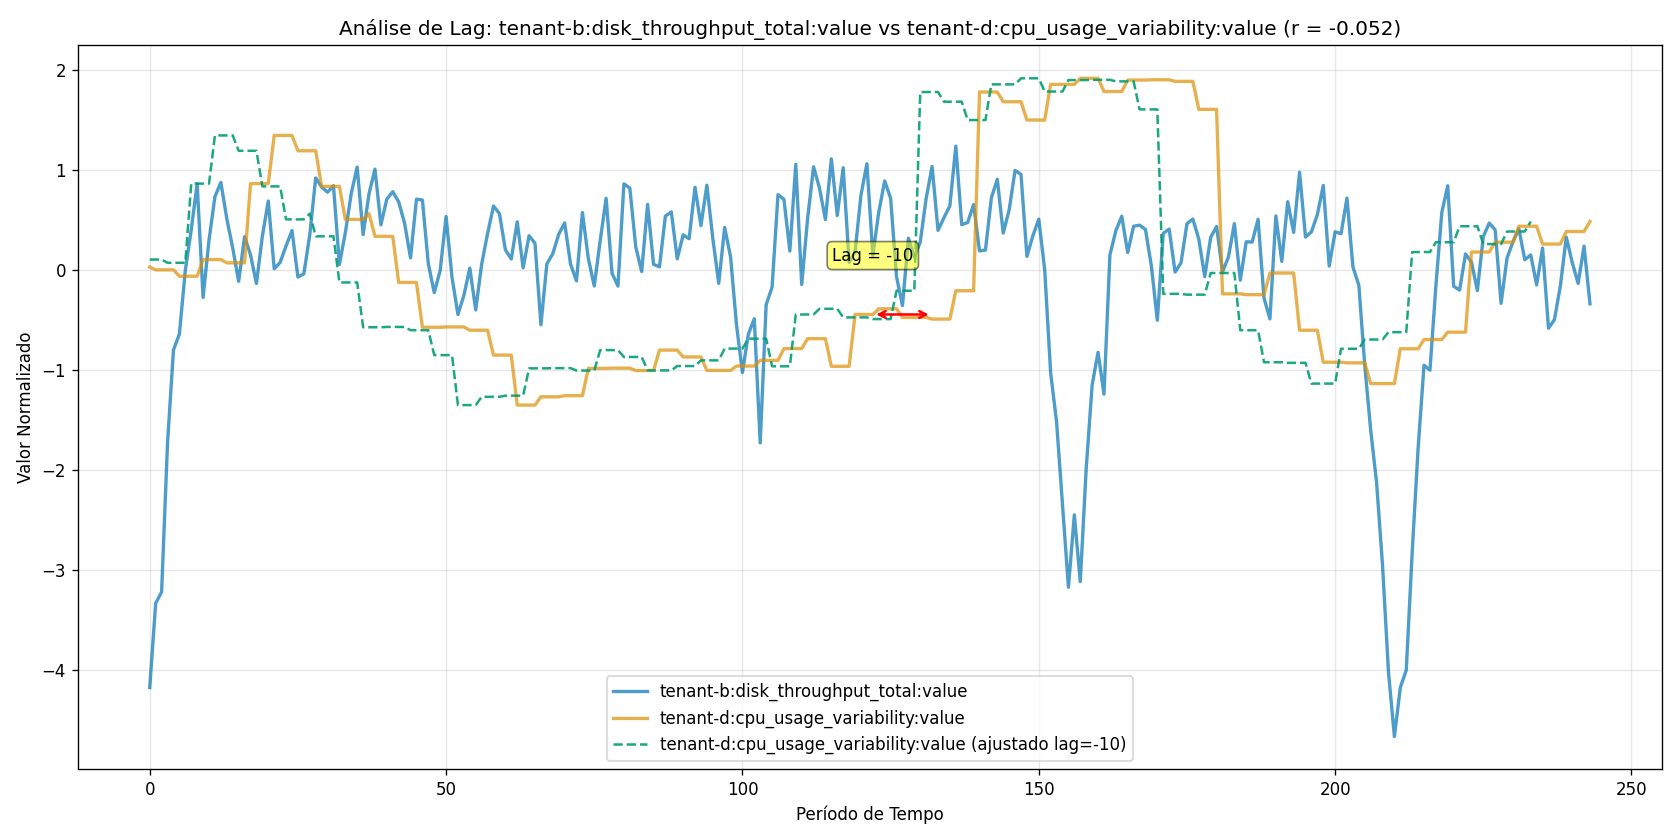 Análise de Lag: tenant-b:disk_throughput_total:value vs tenant-d:cpu_usage_variability:value (r = -0.052)
Valor Normalizado
2
1
0
−1
−2
−3
−4
Lag = -10
tenant-b:disk_throughput_total:value
tenant-d:cpu_usage_variability:value
tenant-d:cpu_usage_variability:value (ajustado lag=-10)
0
50
100
150
200
250
Período de Tempo